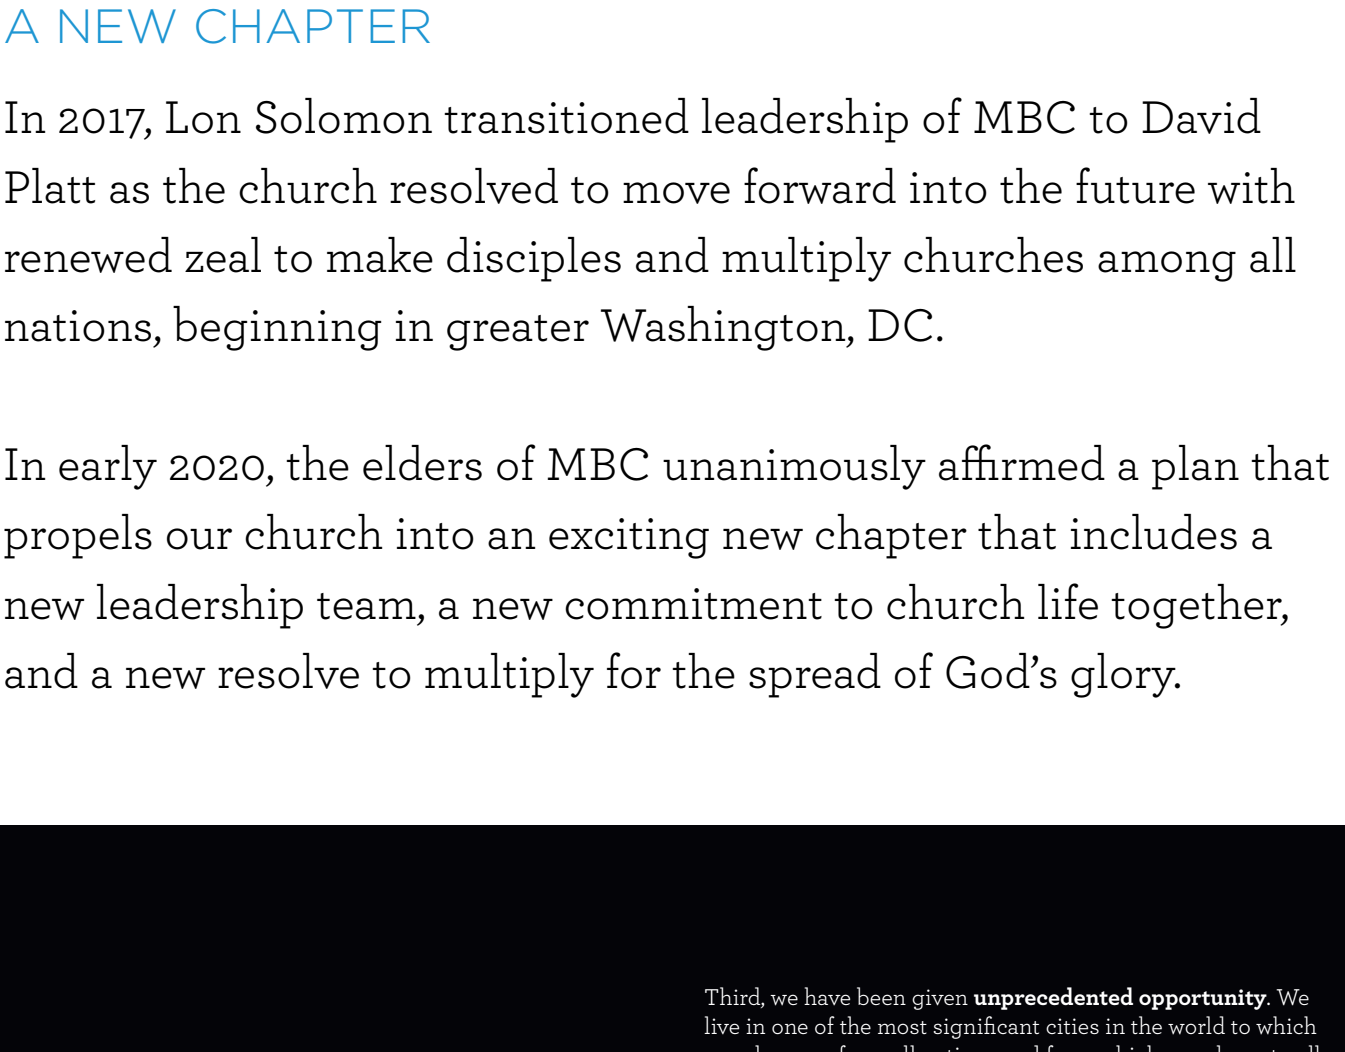 A NEW CHAPTER
In 2017, Lon Solomon transitioned leadership of MBC to David
Platt as the church resolved to move forward into the future with
renewed zeal to make disciples and multiply churches among all
nations, beginning in greater Washington, DC.
In early 2020, the elders of MBC unanimously affirmed a plan that
propels our church into an exciting new chapter that includes a
new leadership team, a new commitment to church life together,
and a new resolve to multiply for the spread of God’s glory.
Third, we have been given unprecedented opportunity. We
live in one of the most significant cities in the world to which